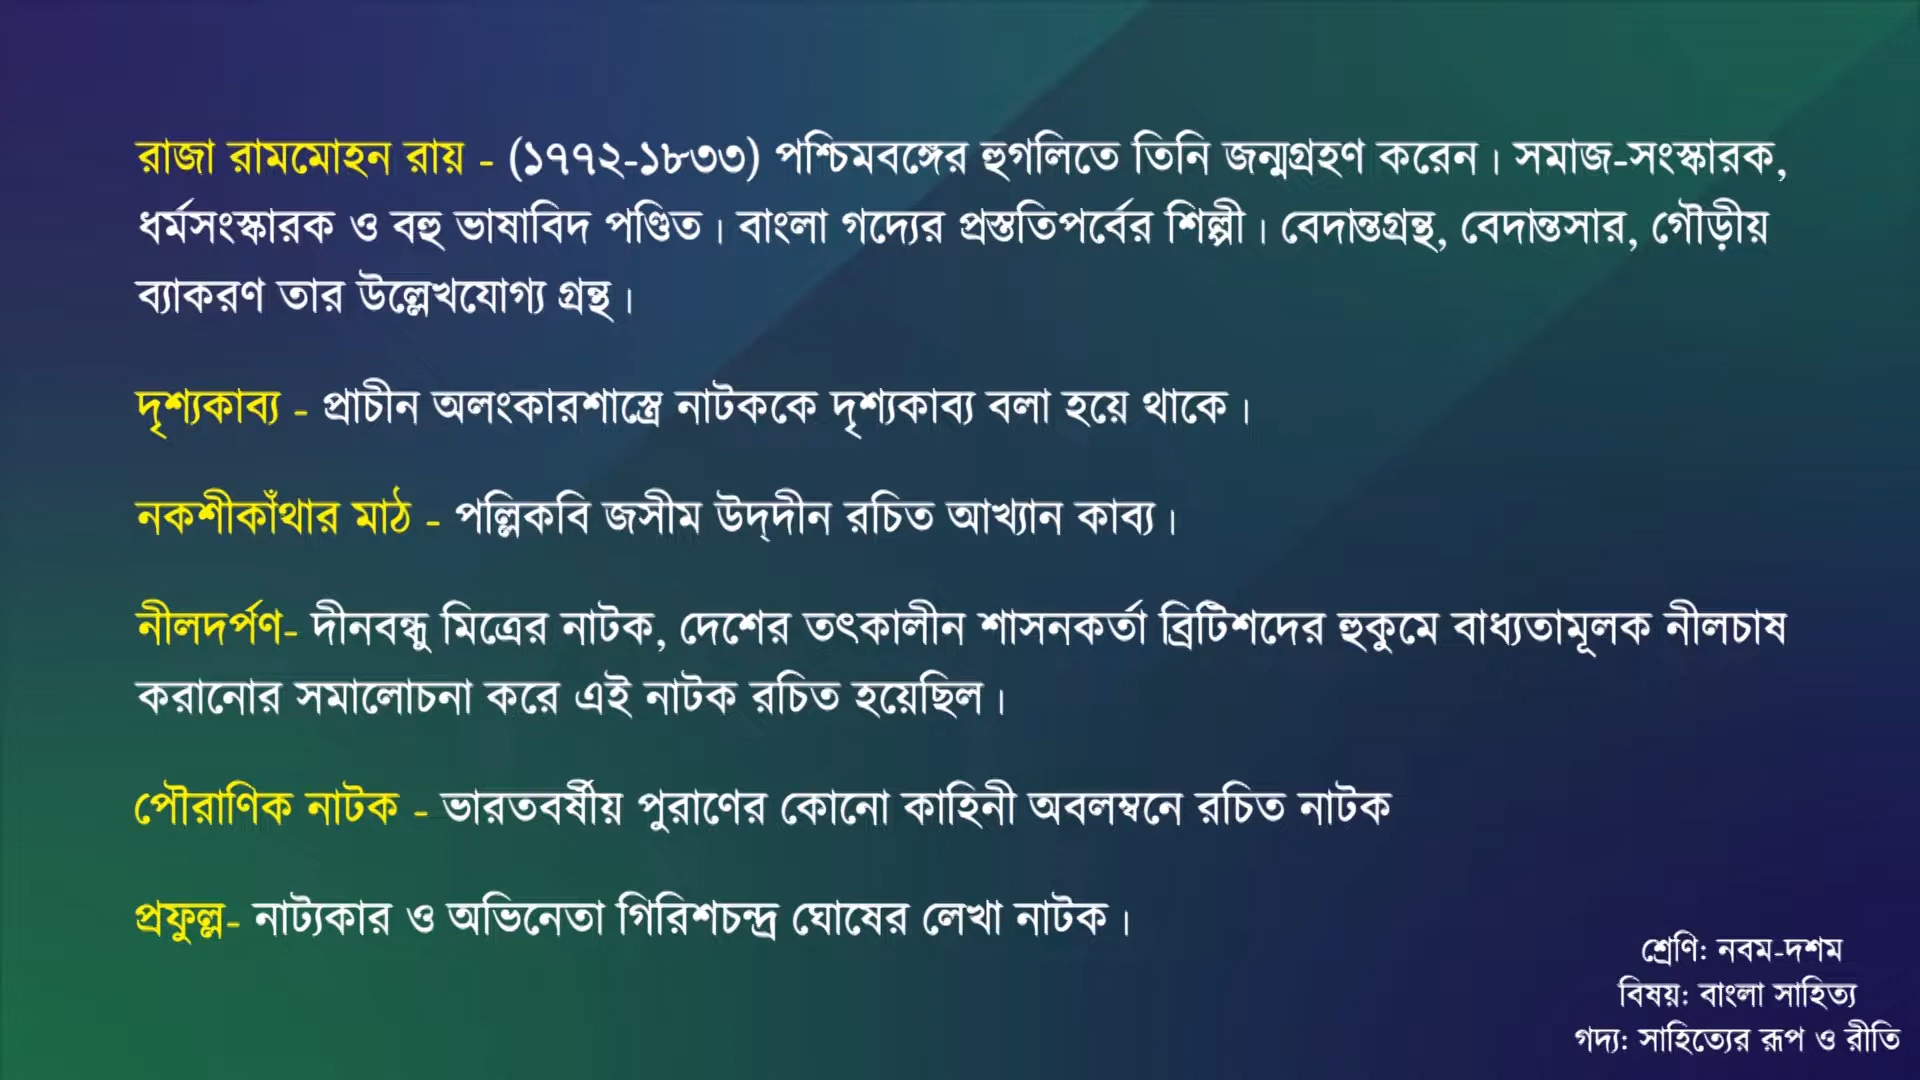 রাজা রামমোহন রায় - (১৭৭২-১৮৩৩) পশ্চিমবঙ্গের হুগলিতে তিনি জন্মগ্রহণ করেন। সমাজ-সংস্কারক,
ধর্মসংস্কারক ও বহু ভাষাবিদ পণ্ডিত। বাংলা গদ্যের প্রস্তুতিপর্বের শিল্পী। বেদান্তগ্রন্থ, বেদান্তসার, গৌড়ীয়
ব্যাকরণ তার উল্লেখযোগ্য গ্রন্থ।
দৃশ্যকাব্য - প্রাচীন অলংকারশাস্ত্রে নাটককে দৃশ্যকাব্য বলা হয়ে থাকে।
নকশীকাঁথার মাঠ - পল্লিকবি জসীম উদ্‌দীন রচিত আখ্যান কাব্য।
নীলদর্পণ- দীনবন্ধু মিত্রের নাটক, দেশের তৎকালীন শাসনকর্তা ব্রিটিশদের হুকুমে বাধ্যতামূলক নীলচাষ
করানোর সমালোচনা করে এই নাটক রচিত হয়েছিল।
পৌরাণিক নাটক - ভারতবর্ষীয় পুরাণের কোনো কাহিনী অবলম্বনে রচিত নাটক
প্রফুল্ল- নাট্যকার ও অভিনেতা গিরিশচন্দ্র ঘোষের লেখা নাটক।
শ্রেণি: নবম-দশম
বিষয়: বাংলা সাহিত্য
গদ্য: সাহিত্যের রূপ ও রীতি